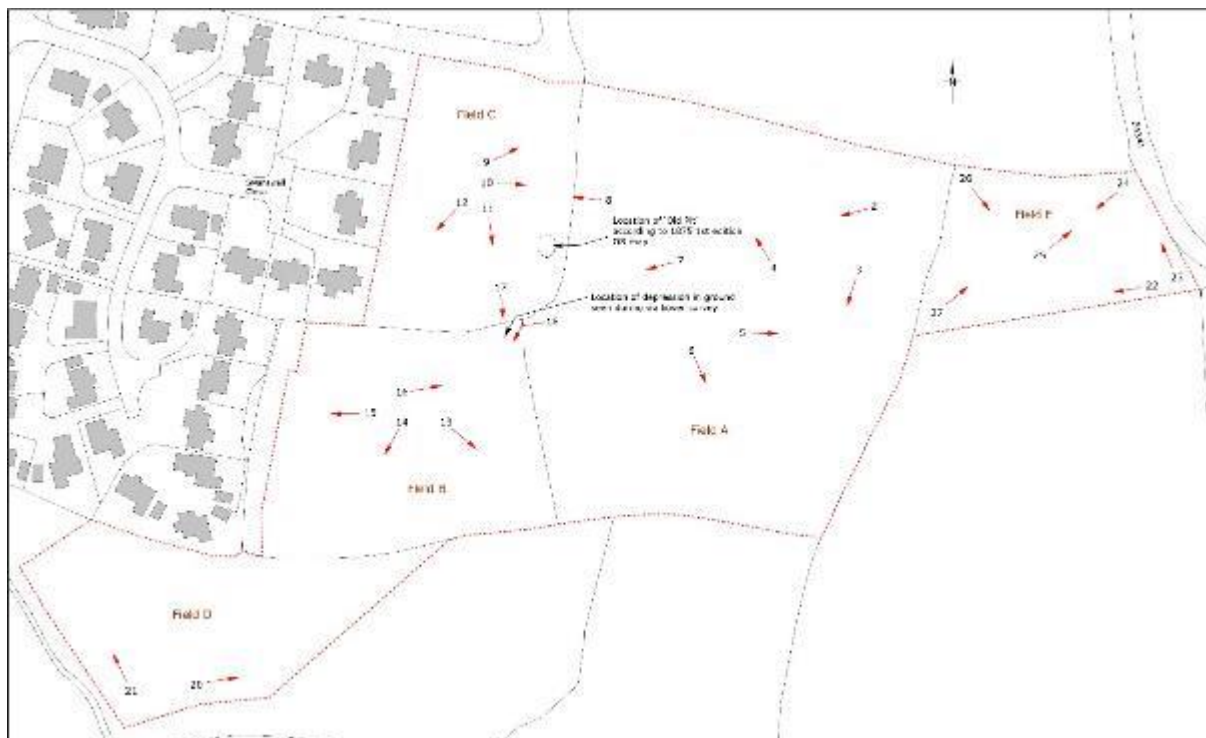 Field C
N
9
10
12
11
8
Location of 'Old Pit'
according to 1875 1st edition
OS map
2
26
24
Field E
7
4
3
25
23
22
27
17
Location of depression in ground
seen during walkover survey
18
5
6
16
15
14
13
Field A
Field B
Field D
21
20